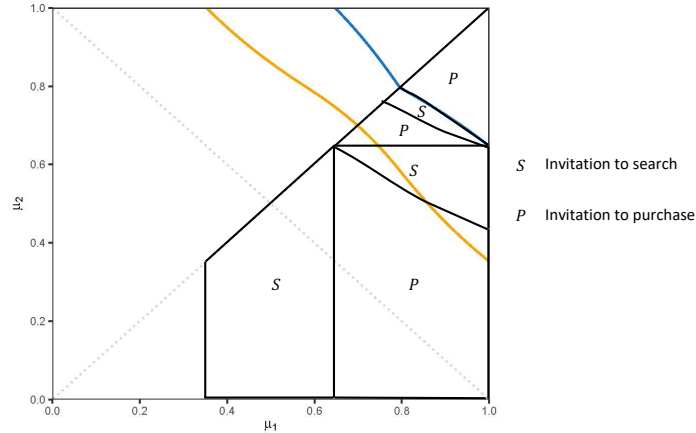 1.0
0.8
0.6
0.4
0.2
0.0
μ2
P
S
P
S
S
P
0.0 0.2 0.4 0.6 0.8 1.0
μ1
S Invitation to search
P Invitation to purchase